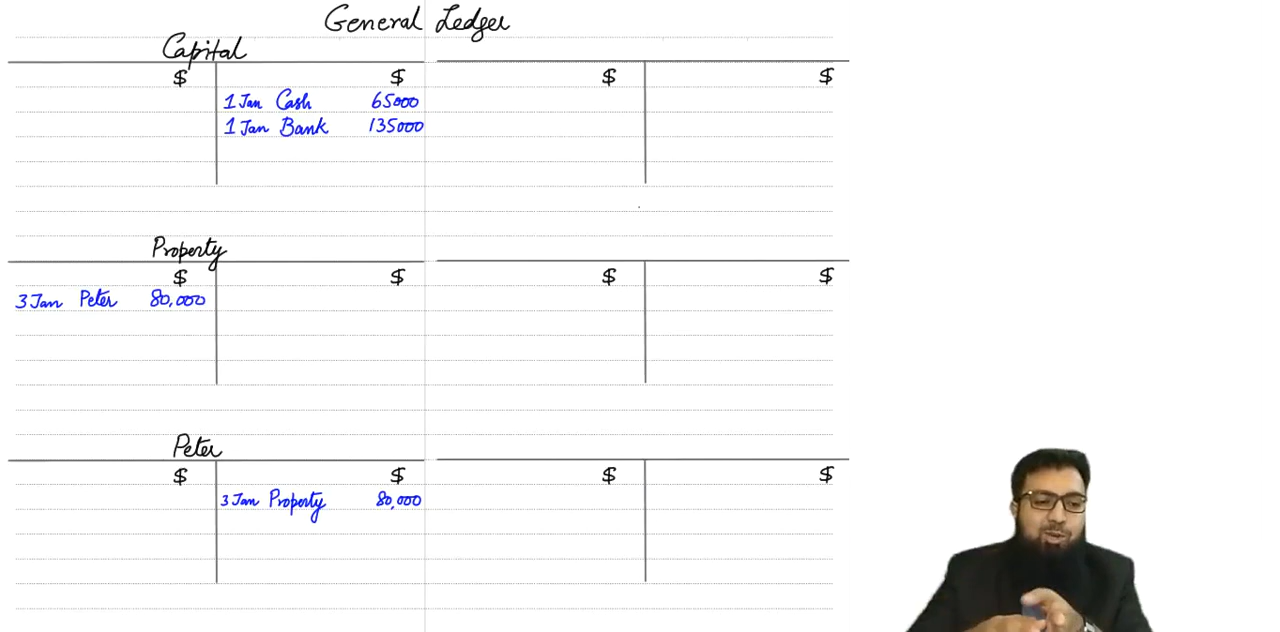 General Ledger
Capital
$ $ $ $
1 Jan Cash 65000
1 Jan Bank 135000
Property
$ $ $ $
3 Jan Peter 80,000
Peter
$ $ $ $
3 Jan Property 80,000